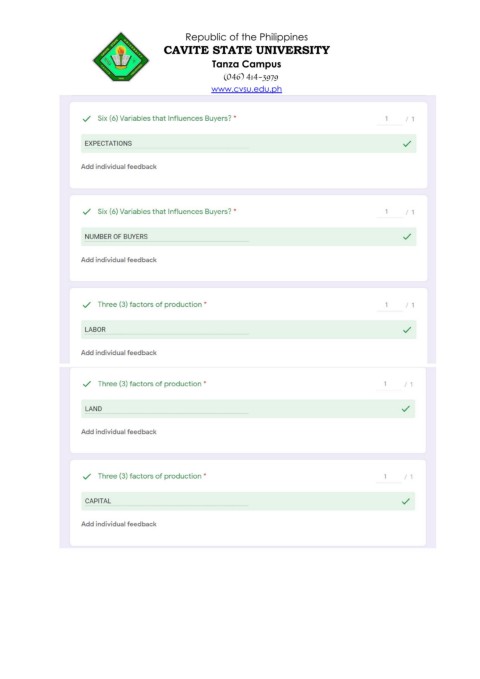 Republic of the Philippines
CAVITE STATE UNIVERSITY
Tanza Campus
(046) 414-3979
www.cvsu.edu.ph
Six (6) Variables that Influences Buyers? *
1 / 1
EXPECTATIONS
Add individual feedback
Six (6) Variables that Influences Buyers? *
1 / 1
NUMBER OF BUYERS
Add individual feedback
Three (3) factors of production *
1 / 1
LABOR
Add individual feedback
Three (3) factors of production *
1 / 1
LAND
Add individual feedback
Three (3) factors of production *
1 / 1
CAPITAL
Add individual feedback